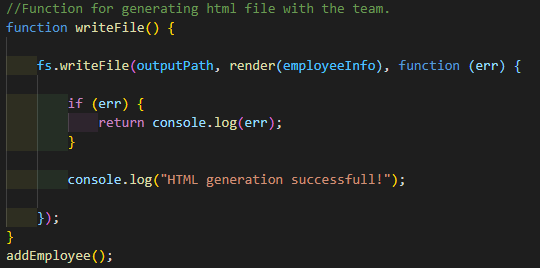 //Function for generating html file with the team.
function writeFile() {
fs.writeFile(outputPath, render(employeeInfo), function (err) {
if (err) {
return console.log(err);
}
console.log("HTML generation successfull!");
});
}
addEmployee();